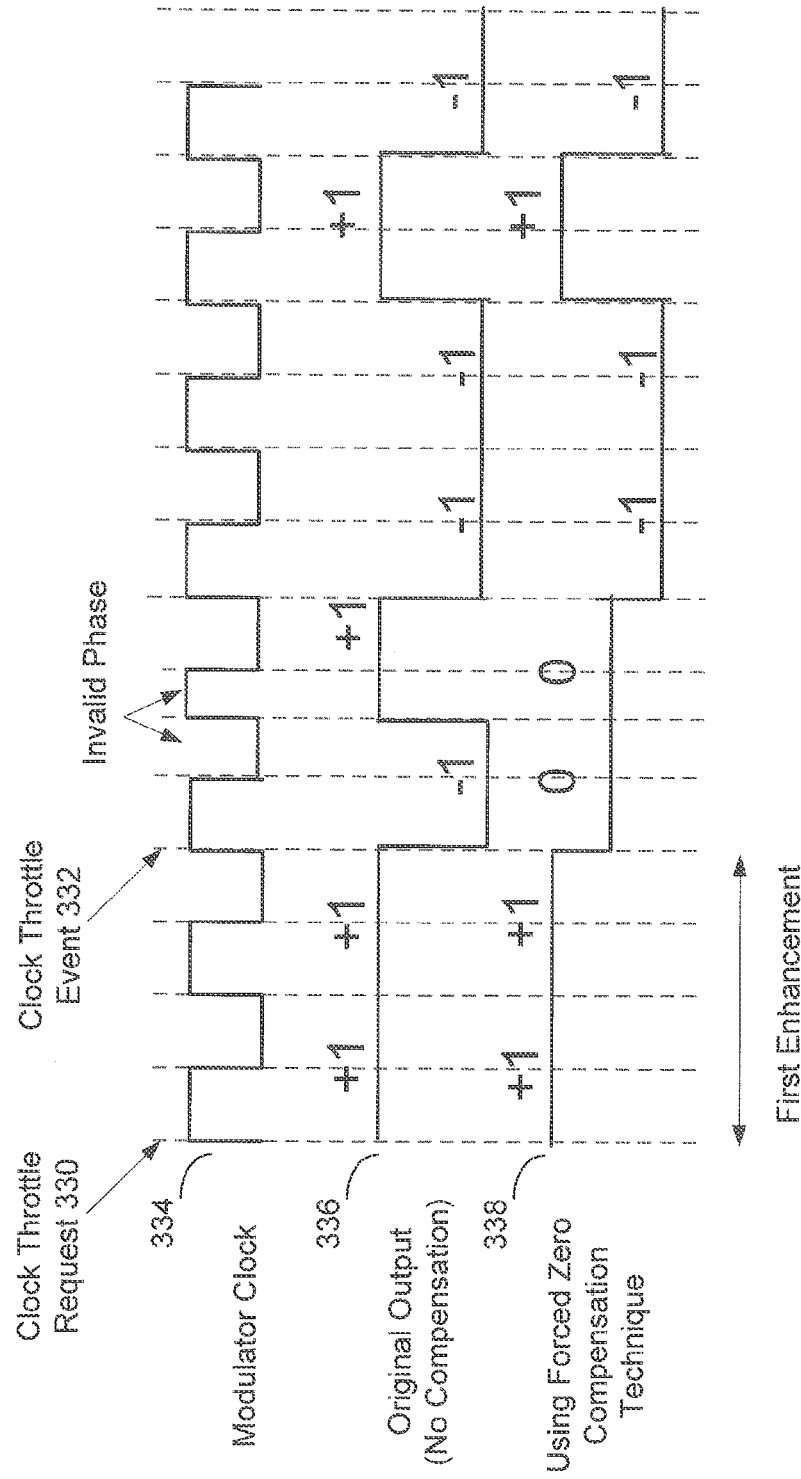 Clock Throttle
Request 330
Clock Throttle
Event 332
Invalid Phase
334
Modulator Clock
336
Original Output
(No Compensation)
+1
+1
-1
+1
-1
-1
+1
-1
338
Using Forced Zero
Compensation
Technique
+1
+1
0
0
-1
-1
+1
-1
First Enhancement